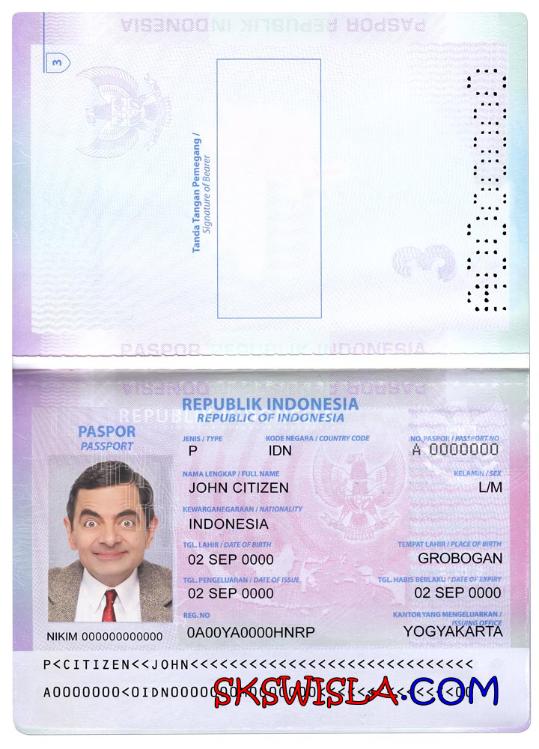 PASPOR REPUBLIK INDONESIA
3
Tanda Tangan Pemegang /
Signature of Bearer
3
A0000000
PASPOR REPUBLIK INDONESIA
REPUBLIK INDONESIA
REPUBLIC OF INDONESIA
PASPOR
PASSPORT
JENIS / TYPE KODE NEGARA / COUNTRY CODE NO. PASPOR / PASSPORT NO
P IDN A 0000000
NAMA LENGKAP / FULL NAME KELAMIN / SEX
JOHN CITIZEN L/M
KEWARGANEGARAAN / NATIONALITY
INDONESIA
TGL. LAHIR / DATE OF BIRTH TEMPAT LAHIR / PLACE OF BIRTH
02 SEP 0000 GROBOGAN
TGL. PENGELUARAN / DATE OF ISSUE TGL. HABIS BERLAKU / DATE OF EXPIRY
02 SEP 0000 02 SEP 0000
REG. NO KANTOR YANG MENGELUARKAN /
ISSUING OFFICE
0A00YA0000HNRP YOGYAKARTA
NIKIM 000000000000
P<CITIZEN<<JOHN<<<<<<<<<<<<<<<<<<<<<<<<<<<<<
SKSWISLA.COM